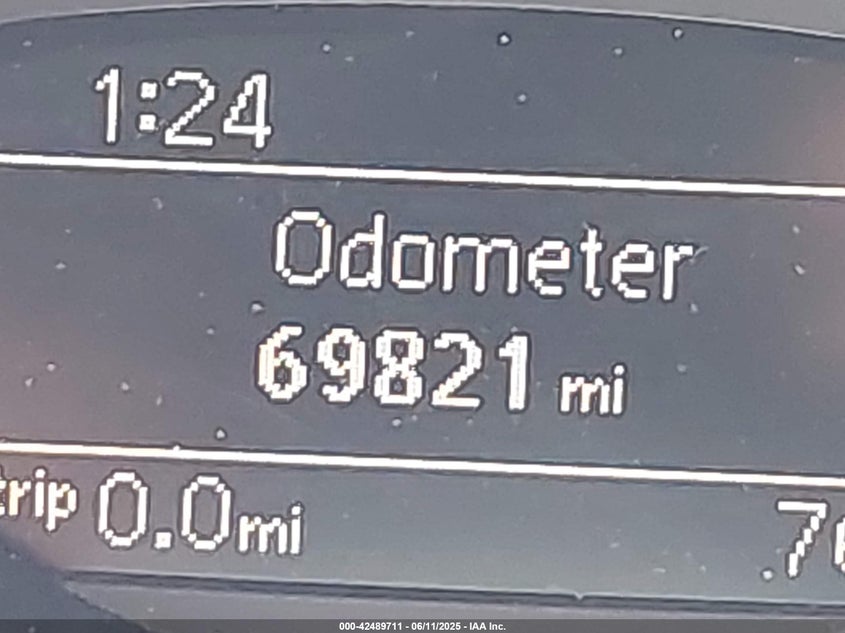 1:24
Odometer
69821 mi
trip 0.0mi
000-42489711 - 06/11/2025 - IAA Inc.